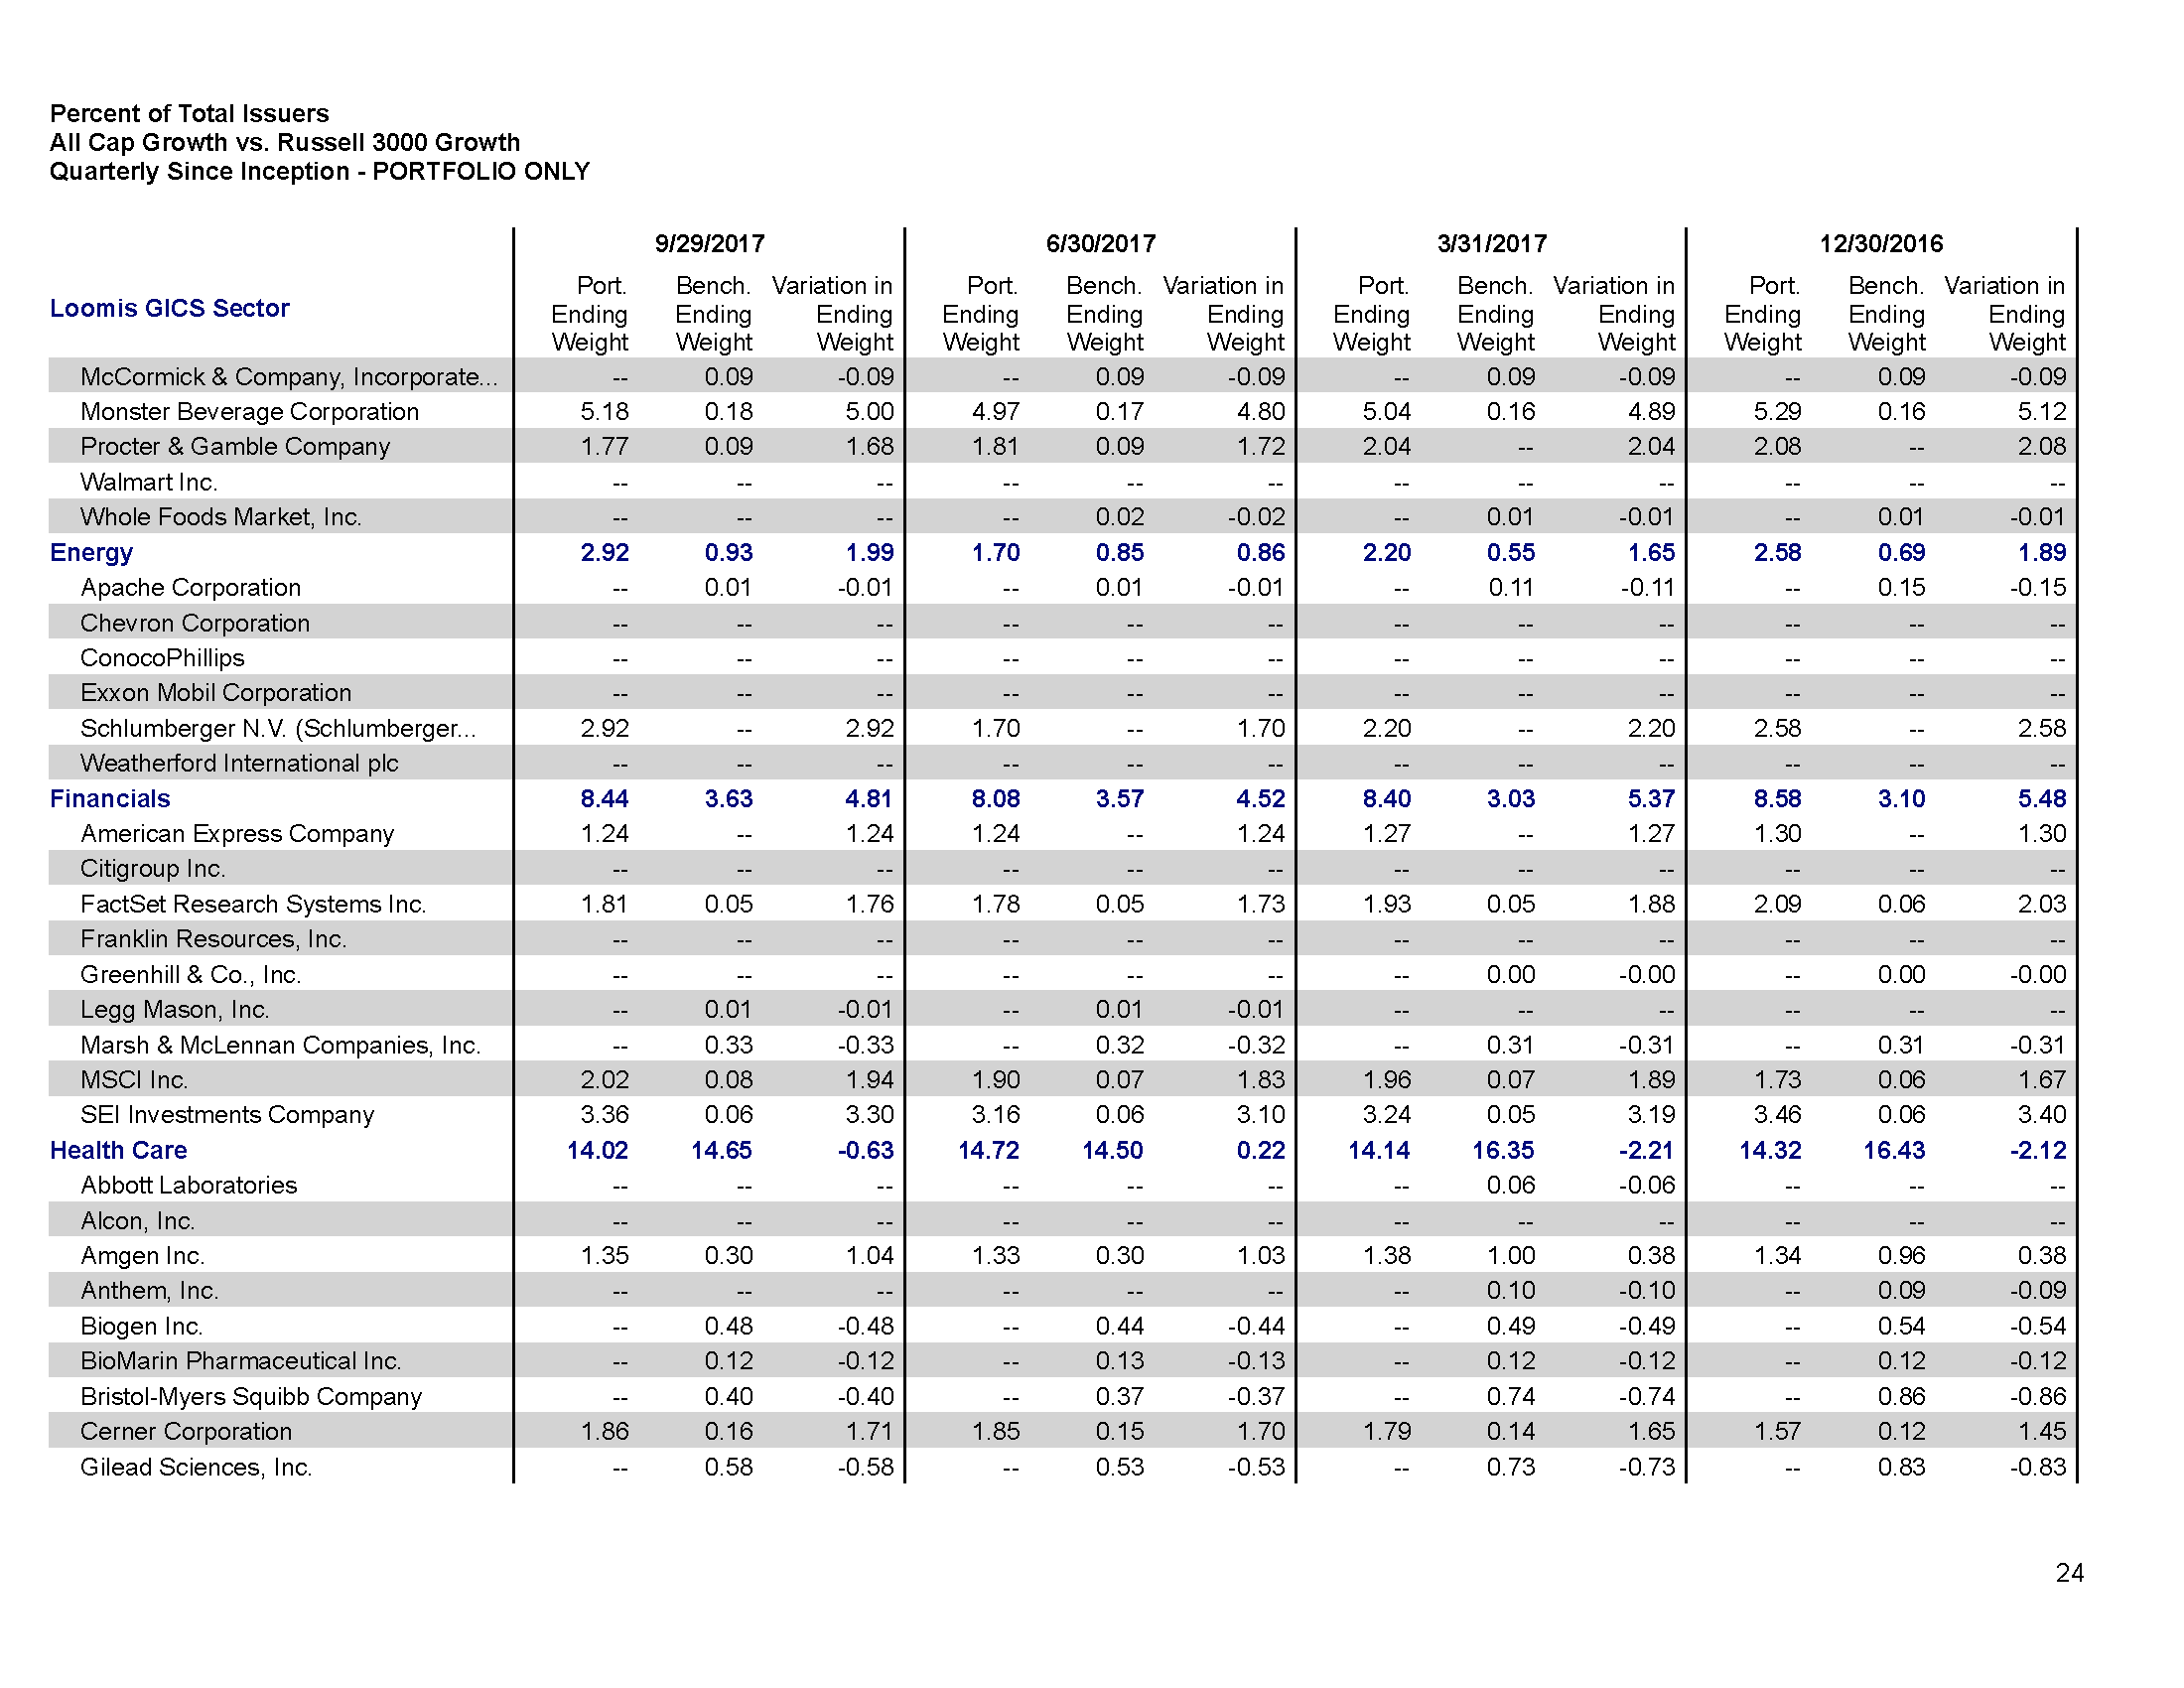 Percent of Total Issuers
All Cap Growth vs. Russell 3000 Growth
Quarterly Since Inception - PORTFOLIO ONLY
9/29/2017 6/30/2017 3/31/2017 12/30/2016
Loomis GICS Sector
Port. Bench. Variation in Port. Bench. Variation in Port. Bench. Variation in Port. Bench. Variation in
Ending Ending Ending Ending Ending Ending Ending Ending Ending Ending Ending Ending
Weight Weight Weight Weight Weight Weight Weight Weight Weight Weight Weight Weight
McCormick & Company, Incorporate... -- 0.09 -0.09 -- 0.09 -0.09 -- 0.09 -0.09 -- 0.09 -0.09
Monster Beverage Corporation 5.18 0.18 5.00 4.97 0.17 4.80 5.04 0.16 4.89 5.29 0.16 5.12
Procter & Gamble Company 1.77 0.09 1.68 1.81 0.09 1.72 2.04 -- 2.04 2.08 -- 2.08
Walmart Inc. -- -- -- -- -- -- -- -- -- -- -- --
Whole Foods Market, Inc. -- -- -- -- 0.02 -0.02 -- 0.01 -0.01 -- 0.01 -0.01
Energy 2.92 0.93 1.99 1.70 0.85 0.86 2.20 0.55 1.65 2.58 0.69 1.89
Apache Corporation -- 0.01 -0.01 -- 0.01 -0.01 -- 0.11 -0.11 -- 0.15 -0.15
Chevron Corporation -- -- -- -- -- -- -- -- -- -- -- --
ConocoPhillips -- -- -- -- -- -- -- -- -- -- -- --
Exxon Mobil Corporation -- -- -- -- -- -- -- -- -- -- -- --
Schlumberger N.V. (Schlumberger... 2.92 -- 2.92 1.70 -- 1.70 2.20 -- 2.20 2.58 -- 2.58
Weatherford International plc -- -- -- -- -- -- -- -- -- -- -- --
Financials 8.44 3.63 4.81 8.08 3.57 4.52 8.40 3.03 5.37 8.58 3.10 5.48
American Express Company 1.24 -- 1.24 1.24 -- 1.24 1.27 -- 1.27 1.30 -- 1.30
Citigroup Inc. -- -- -- -- -- -- -- -- -- -- -- --
FactSet Research Systems Inc. 1.81 0.05 1.76 1.78 0.05 1.73 1.93 0.05 1.88 2.09 0.06 2.03
Franklin Resources, Inc. -- -- -- -- -- -- -- -- -- -- -- --
Greenhill & Co., Inc. -- -- -- -- -- -- -- 0.00 -0.00 -- 0.00 -0.00
Legg Mason, Inc. -- 0.01 -0.01 -- 0.01 -0.01 -- -- -- -- -- --
Marsh & McLennan Companies, Inc. -- 0.33 -0.33 -- 0.32 -0.32 -- 0.31 -0.31 -- 0.31 -0.31
MSCI Inc. 2.02 0.08 1.94 1.90 0.07 1.83 1.96 0.07 1.89 1.73 0.06 1.67
SEI Investments Company 3.36 0.06 3.30 3.16 0.06 3.10 3.24 0.05 3.19 3.46 0.06 3.40
Health Care 14.02 14.65 -0.63 14.72 14.50 0.22 14.14 16.35 -2.21 14.32 16.43 -2.12
Abbott Laboratories -- -- -- -- -- -- -- 0.06 -0.06 -- -- --
Alcon, Inc. -- -- -- -- -- -- -- -- -- -- -- --
Amgen Inc. 1.35 0.30 1.04 1.33 0.30 1.03 1.38 1.00 0.38 1.34 0.96 0.38
Anthem, Inc. -- -- -- -- -- -- -- 0.10 -0.10 -- 0.09 -0.09
Biogen Inc. -- 0.48 -0.48 -- 0.44 -0.44 -- 0.49 -0.49 -- 0.54 -0.54
BioMarin Pharmaceutical Inc. -- 0.12 -0.12 -- 0.13 -0.13 -- 0.12 -0.12 -- 0.12 -0.12
Bristol-Myers Squibb Company -- 0.40 -0.40 -- 0.37 -0.37 -- 0.74 -0.74 -- 0.86 -0.86
Cerner Corporation 1.86 0.16 1.71 1.85 0.15 1.70 1.79 0.14 1.65 1.57 0.12 1.45
Gilead Sciences, Inc. -- 0.58 -0.58 -- 0.53 -0.53 -- 0.73 -0.73 -- 0.83 -0.83
24